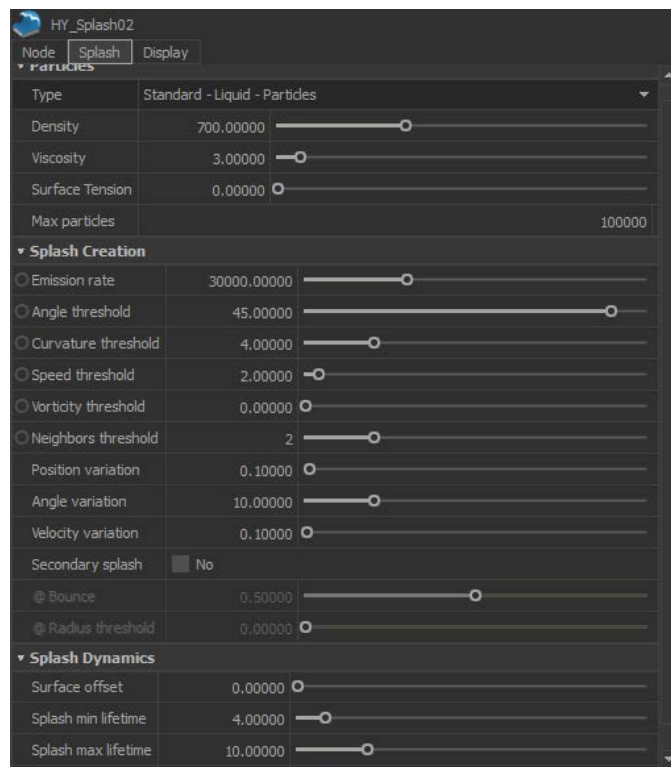 HY_Splash02
Node Splash Display
Particles
Type Standard - Liquid - Particles
Density 700.00000
Viscosity 3.00000
Surface Tension 0.00000
Max particles 100000
Splash Creation
Emission rate 30000.00000
Angle threshold 45.00000
Curvature threshold 4.00000
Speed threshold 2.00000
Vorticity threshold 0.00000
Neighbors threshold 2
Position variation 0.10000
Angle variation 10.00000
Velocity variation 0.10000
Secondary splash No
@ Bounce 0.50000
@ Radius threshold 0.00000
Splash Dynamics
Surface offset 0.00000
Splash min lifetime 4.00000
Splash max lifetime 10.00000